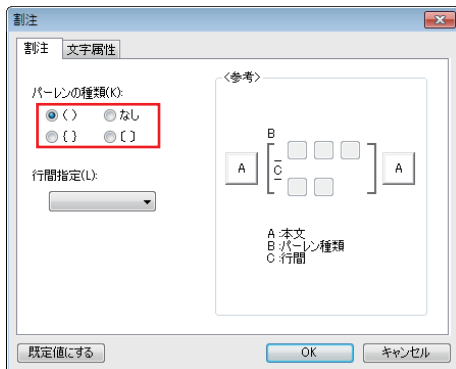 割注
割注 文字属性
パーレンの種類(K):
( ) なし
{ } [ ]
行間指定(L):
<参考>
B
A C A
A :本文
B :パーレン種類
C :行間
既定値にする OK キャンセル